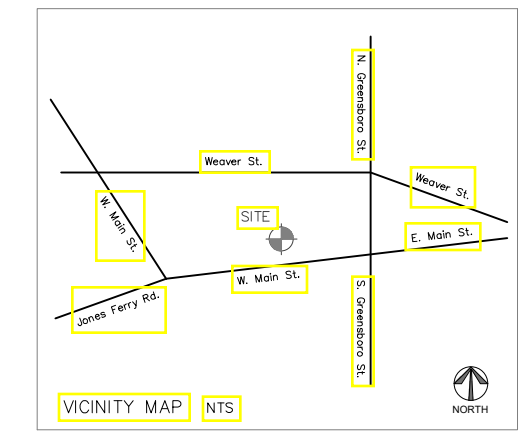 N. Greensboro St.
Weaver St.
Weaver St.
W. Main St.
SITE
E. Main St.
W. Main St.
Jones Ferry Rd.
S. Greensboro St.
VICINITY MAP NTS
NORTH